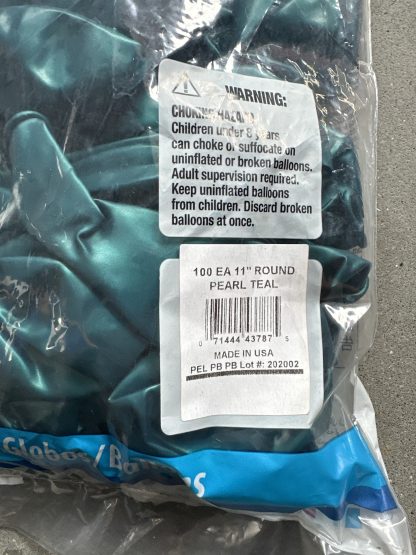 WARNING:
CHOKING HAZARD
Children under 8 years
can choke or suffocate on
uninflated or broken balloons.
Adult supervision required.
Keep uninflated balloons
from children. Discard broken
balloons at once.
100 EA 11" ROUND
PEARL TEAL
0 71444 43787 5
MADE IN USA
PEL PB PB Lot #: 202002
Globos/